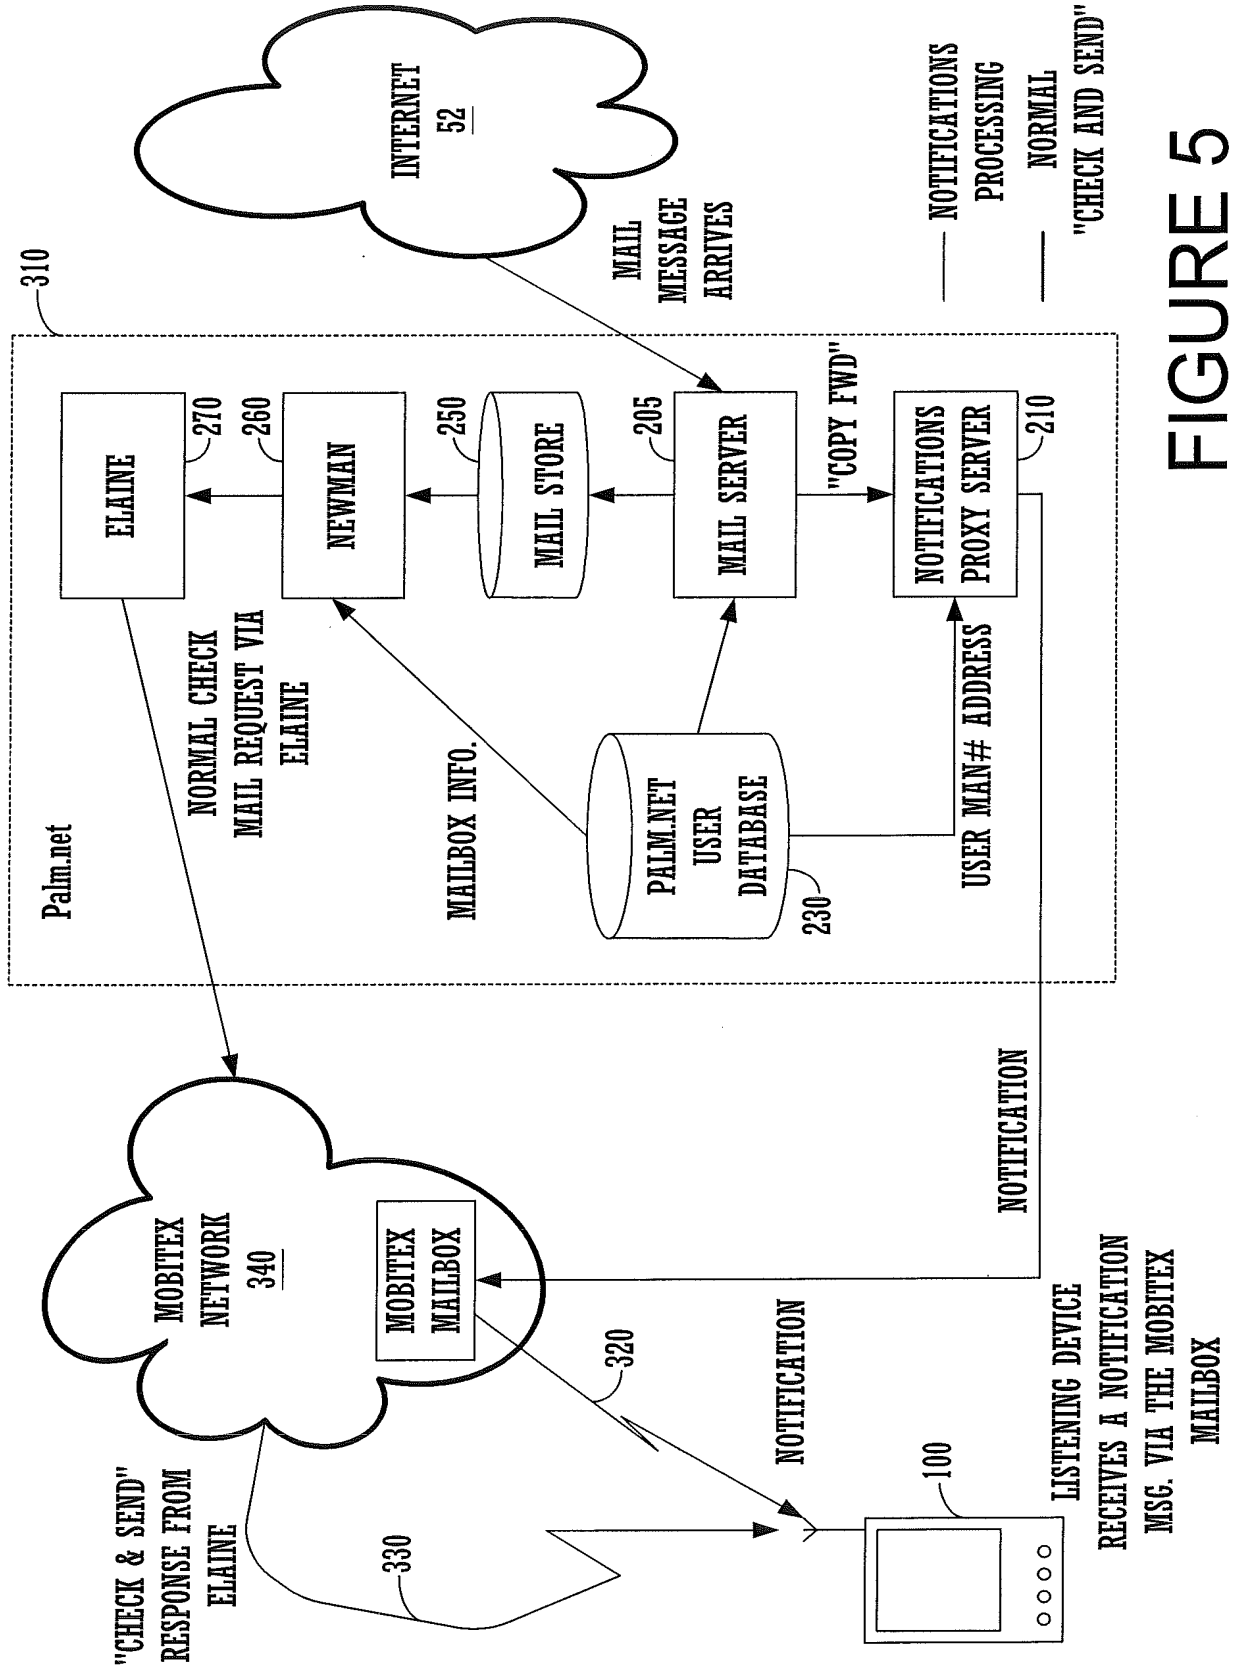 "CHECK & SEND"
RESPONSE FROM
ELAINE
330
MOBITEX
NETWORK
340
MOBITEX
MAILBOX
320
NOTIFICATION
100
LISTENING DEVICE
RECEIVES A NOTIFICATION
MSG. VIA THE MOBITEX
MAILBOX
NOTIFICATION
Palm.net
310
NORMAL CHECK
MAIL REQUEST VIA
ELAINE
ELAINE
270
NEWMAN
260
MAILBOX INFO.
MAIL STORE
250
PALM.NET
USER
DATABASE
230
MAIL SERVER
205
"COPY FWD"
USER MAN# ADDRESS
NOTIFICATIONS
PROXY SERVER
210
INTERNET
52
MAIL
MESSAGE
ARRIVES
NOTIFICATIONS
PROCESSING
NORMAL
"CHECK AND SEND"
FIGURE 5